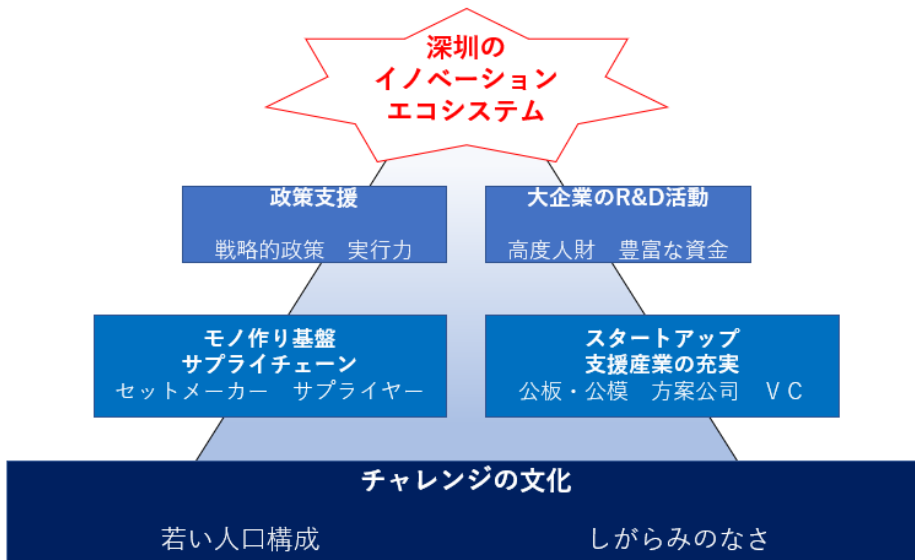 深圳の
イノベーション
エコシステム
政策支援
戦略的政策　実行力
大企業のR&D活動
高度人財　豊富な資金
モノ作り基盤
サプライチェーン
セットメーカー　サプライヤー
スタートアップ
支援産業の充実
公板・公模　方案公司　ＶＣ
チャレンジの文化
若い人口構成　しがらみのなさ